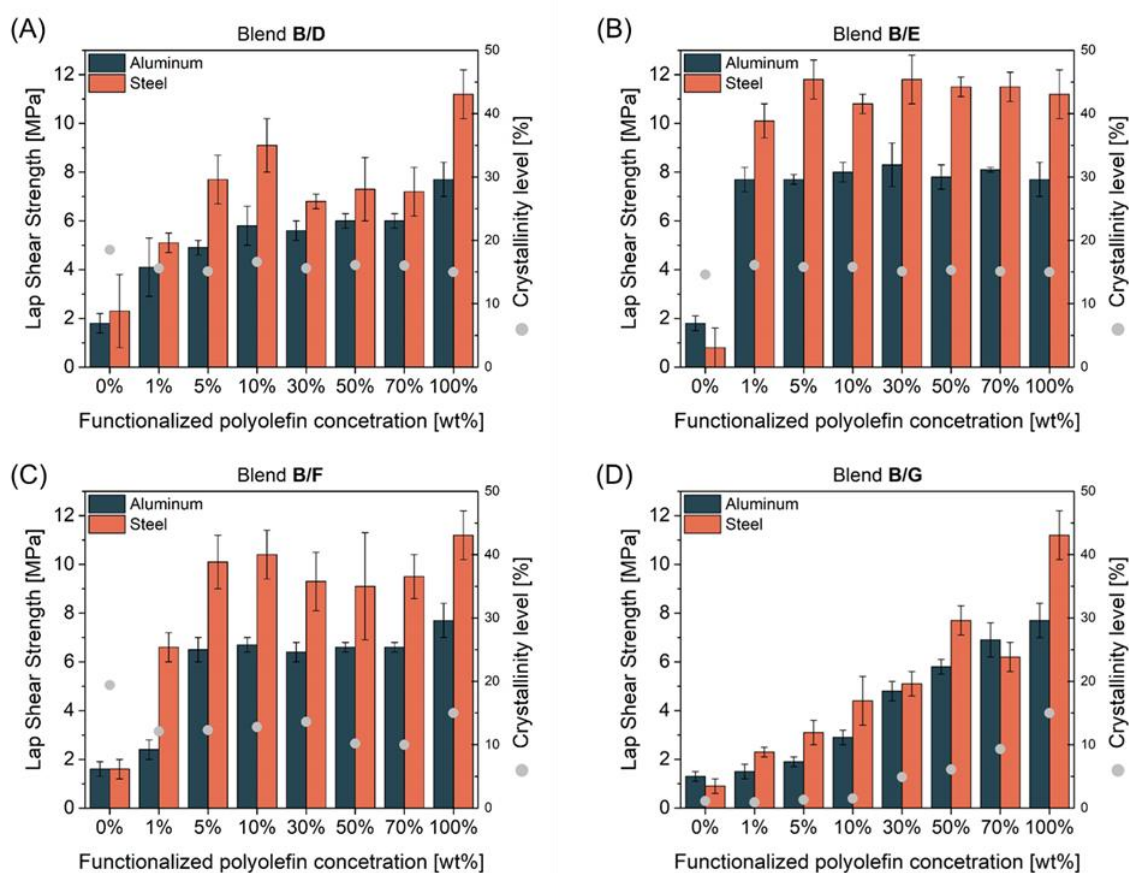 (A)
Blend B/D
Aluminum
Steel
Lap Shear Strength [MPa]
12
10
8
6
4
2
0
50
40
30
20
10
0
Crystallinity level [%]
0% 1% 5% 10% 30% 50% 70% 100%
Functionalized polyolefin concetration [wt%]
(B)
Blend B/E
Aluminum
Steel
Lap Shear Strength [MPa]
12
10
8
6
4
2
0
50
40
30
20
10
0
Crystallinity level [%]
0% 1% 5% 10% 30% 50% 70% 100%
Functionalized polyolefin concetration [wt%]
(C)
Blend B/F
Aluminum
Steel
Lap Shear Strength [MPa]
12
10
8
6
4
2
0
50
40
30
20
10
0
Crystallinity level [%]
0% 1% 5% 10% 30% 50% 70% 100%
Functionalized polyolefin concetration [wt%]
(D)
Blend B/G
Aluminum
Steel
Lap Shear Strength [MPa]
12
10
8
6
4
2
0
50
40
30
20
10
0
Crystallinity level [%]
0% 1% 5% 10% 30% 50% 70% 100%
Functionalized polyolefin concetration [wt%]